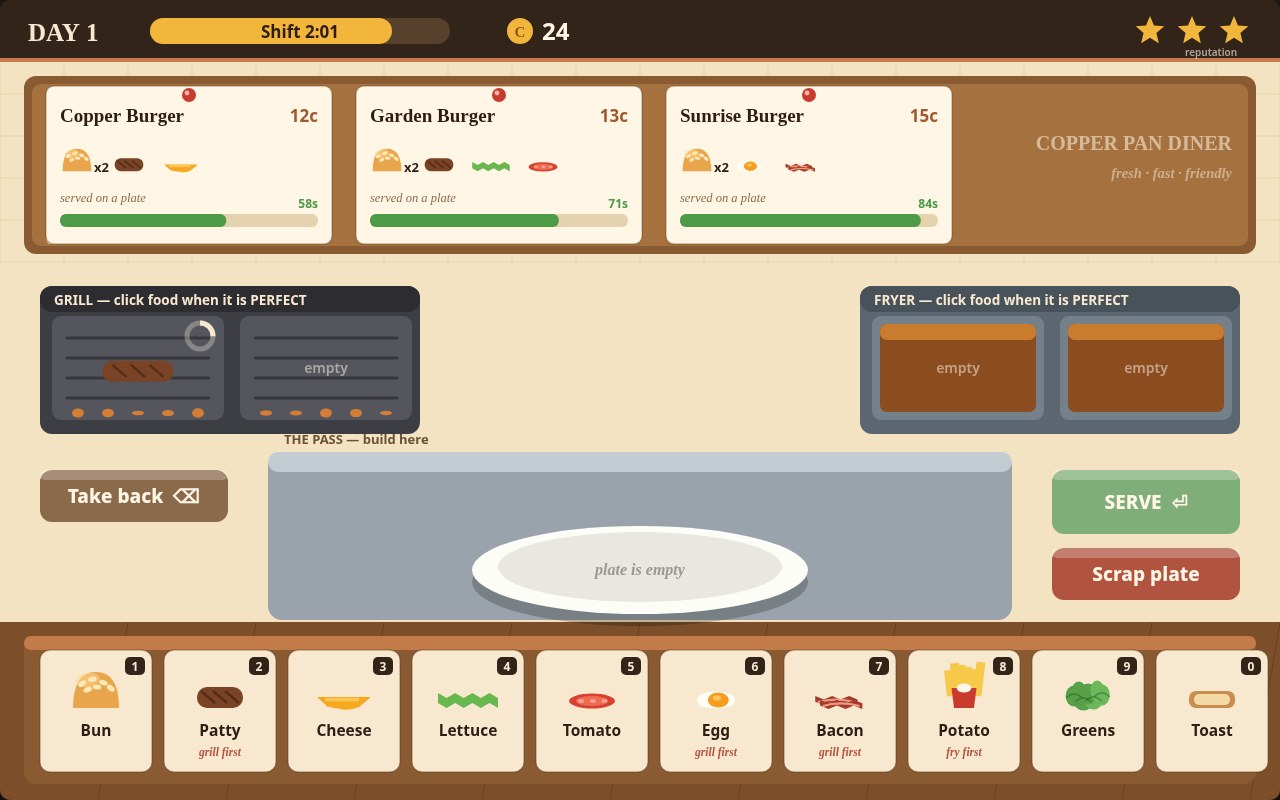 DAY 1
Shift 2:01
C 24
reputation
Copper Burger 12c
x2
served on a plate
58s
Garden Burger 13c
x2
served on a plate
71s
Sunrise Burger 15c
x2
served on a plate
84s
COPPER PAN DINER
fresh · fast · friendly
GRILL — click food when it is PERFECT
empty
FRYER — click food when it is PERFECT
empty
empty
THE PASS — build here
Take back ⌫
plate is empty
SERVE ⏎
Scrap plate
1
Bun
2
Patty
grill first
3
Cheese
4
Lettuce
5
Tomato
6
Egg
grill first
7
Bacon
grill first
8
Potato
fry first
9
Greens
0
Toast